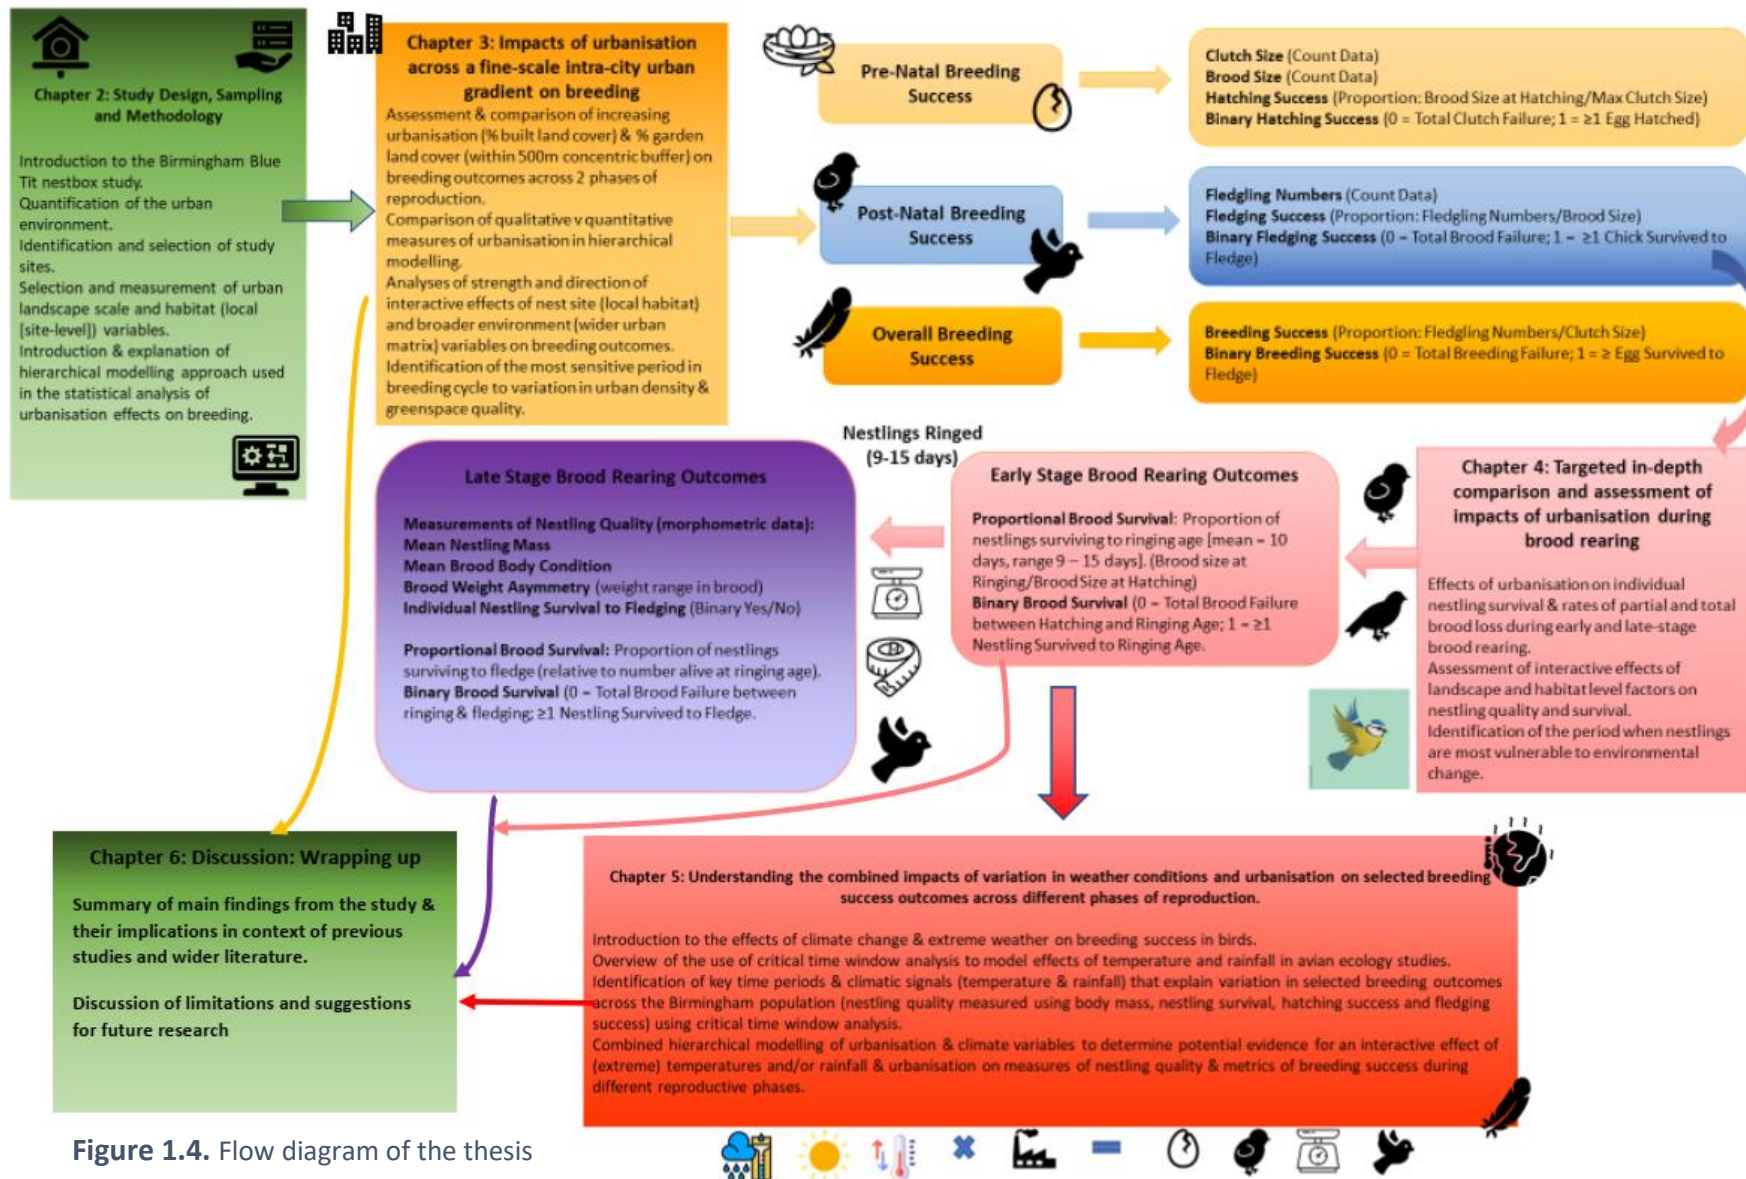 Chapter 2: Study Design, Sampling
and Methodology
Introduction to the Birmingham Blue
Tit nestbox study.
Quantification of the urban
environment.
Identification and selection of study
sites.
Selection and measurement of urban
landscape scale and habitat (local
[site-level]) variables.
Introduction & explanation of
hierarchical modelling approach used
in the statistical analysis of
urbanisation effects on breeding.
Chapter 3: Impacts of urbanisation
across a fine-scale intra-city urban
gradient on breeding
Assessment & comparison of increasing
urbanisation (% built land cover) & % garden
land cover (within 500m concentric buffer) on
breeding outcomes across 2 phases of
reproduction.
Comparison of qualitative v quantitative
measures of urbanisation in hierarchical
modelling.
Analyses of strength and direction of
interactive effects of nest site (local habitat)
and broader environment (wider urban
matrix) variables on breeding outcomes.
Identification of the most sensitive period in
breeding cycle to variation in urban density &
greenspace quality.
Pre-Natal Breeding
Success
Clutch Size (Count Data)
Brood Size (Count Data)
Hatching Success (Proportion: Brood Size at Hatching/Max Clutch Size)
Binary Hatching Success (0 = Total Clutch Failure; 1 = ≥1 Egg Hatched)
Post-Natal Breeding
Success
Fledgling Numbers (Count Data)
Fledging Success (Proportion: Fledgling Numbers/Brood Size)
Binary Fledging Success (0 = Total Brood Failure; 1 = ≥1 Chick Survived to
Fledge)
Overall Breeding
Success
Breeding Success (Proportion: Fledgling Numbers/Clutch Size)
Binary Breeding Success (0 = Total Breeding Failure; 1 = ≥ Egg Survived to
Fledge)
Chapter 4: Targeted in-depth
comparison and assessment of
impacts of urbanisation during
brood rearing
Effects of urbanisation on individual
nestling survival & rates of partial and total
brood loss during early and late-stage
brood rearing.
Assessment of interactive effects of
landscape and habitat level factors on
nestling quality and survival.
Identification of the period when nestlings
are most vulnerable to environmental
change.
Early Stage Brood Rearing Outcomes
Proportional Brood Survival: Proportion of
nestlings surviving to ringing age [mean = 10
days, range 9 – 15 days]. (Brood size at
Ringing/Brood Size at Hatching)
Binary Brood Survival (0 = Total Brood Failure
between Hatching and Ringing Age; 1 = ≥1
Nestling Survived to Ringing Age.
Nestlings Ringed
(9-15 days)
Late Stage Brood Rearing Outcomes
Measurements of Nestling Quality (morphometric data):
Mean Nestling Mass
Mean Brood Body Condition
Brood Weight Asymmetry (weight range in brood)
Individual Nestling Survival to Fledging (Binary Yes/No)
Proportional Brood Survival: Proportion of nestlings
surviving to fledge (relative to number alive at ringing age).
Binary Brood Survival (0 = Total Brood Failure between
ringing & fledging; ≥1 Nestling Survived to Fledge.
Chapter 5: Understanding the combined impacts of variation in weather conditions and urbanisation on selected breeding
success outcomes across different phases of reproduction.
Introduction to the effects of climate change & extreme weather on breeding success in birds.
Overview of the use of critical time window analysis to model effects of temperature and rainfall in avian ecology studies.
Identification of key time periods & climatic signals (temperature & rainfall) that explain variation in selected breeding outcomes
across the Birmingham population (nestling quality measured using body mass, nestling survival, hatching success and fledging
success) using critical time window analysis.
Combined hierarchical modelling of urbanisation & climate variables to determine potential evidence for an interactive effect of
(extreme) temperatures and/or rainfall & urbanisation on measures of nestling quality & metrics of breeding success during
different reproductive phases.
Chapter 6: Discussion: Wrapping up
Summary of main findings from the study &
their implications in context of previous
studies and wider literature.
Discussion of limitations and suggestions
for future research
Figure 1.4. Flow diagram of the thesis